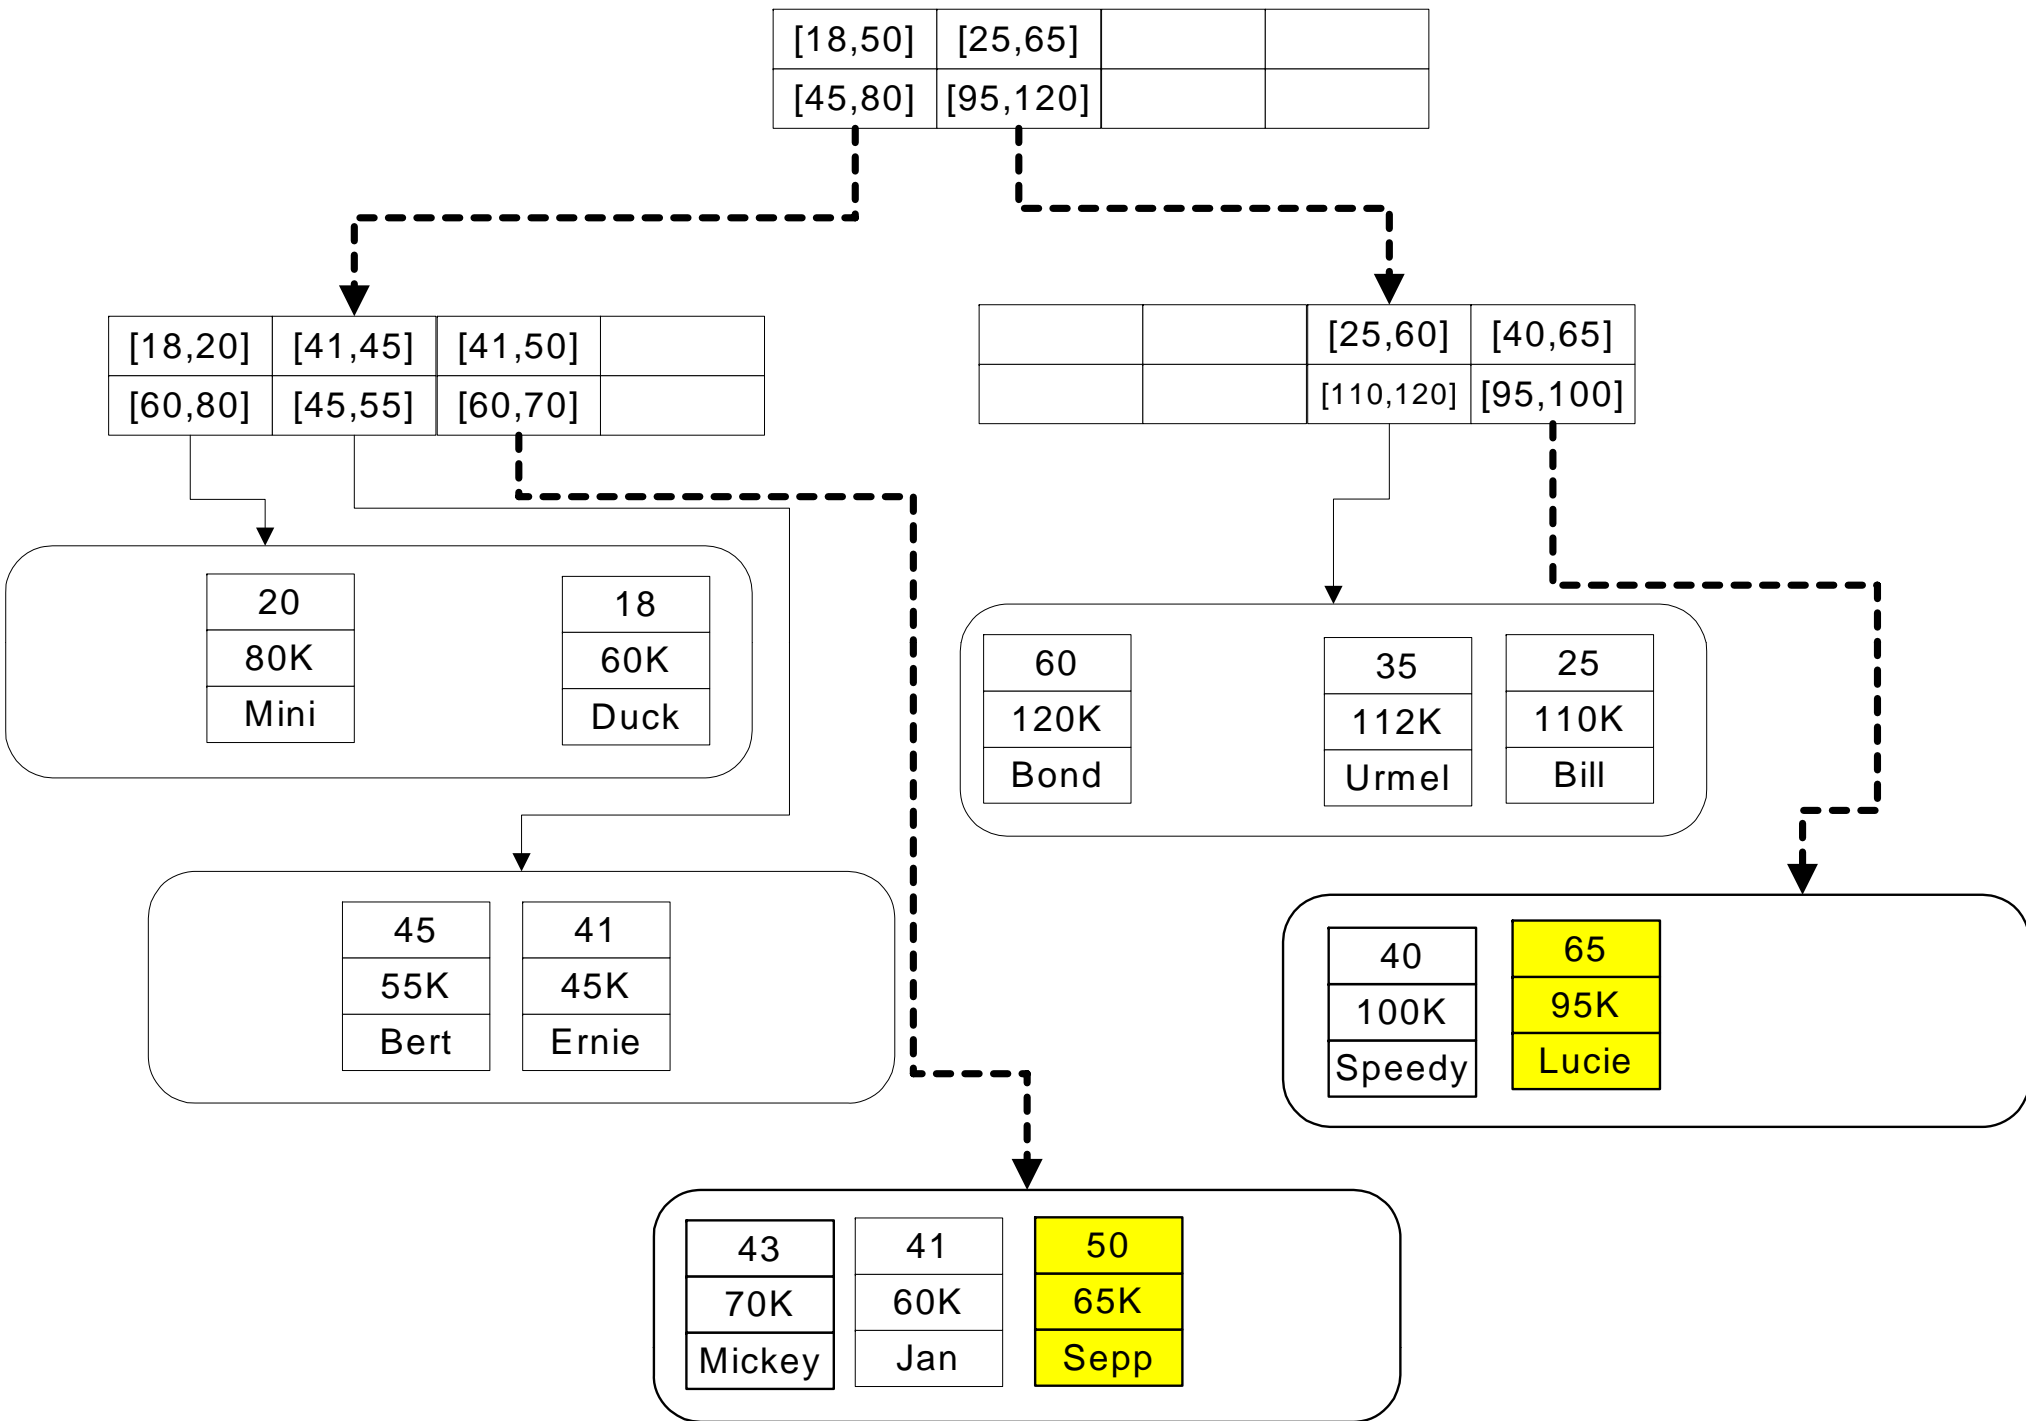 [18,50] [25,65]
[45,80] [95,120]
[18,20] [41,45] [41,50]
[60,80] [45,55] [60,70]
[25,60] [40,65]
[110,120] [95,100]
20
80K
Mini
18
60K
Duck
60
120K
Bond
35
112K
Urmel
25
110K
Bill
45
55K
Bert
41
45K
Ernie
40
100K
Speedy
65
95K
Lucie
43
70K
Mickey
41
60K
Jan
50
65K
Sepp